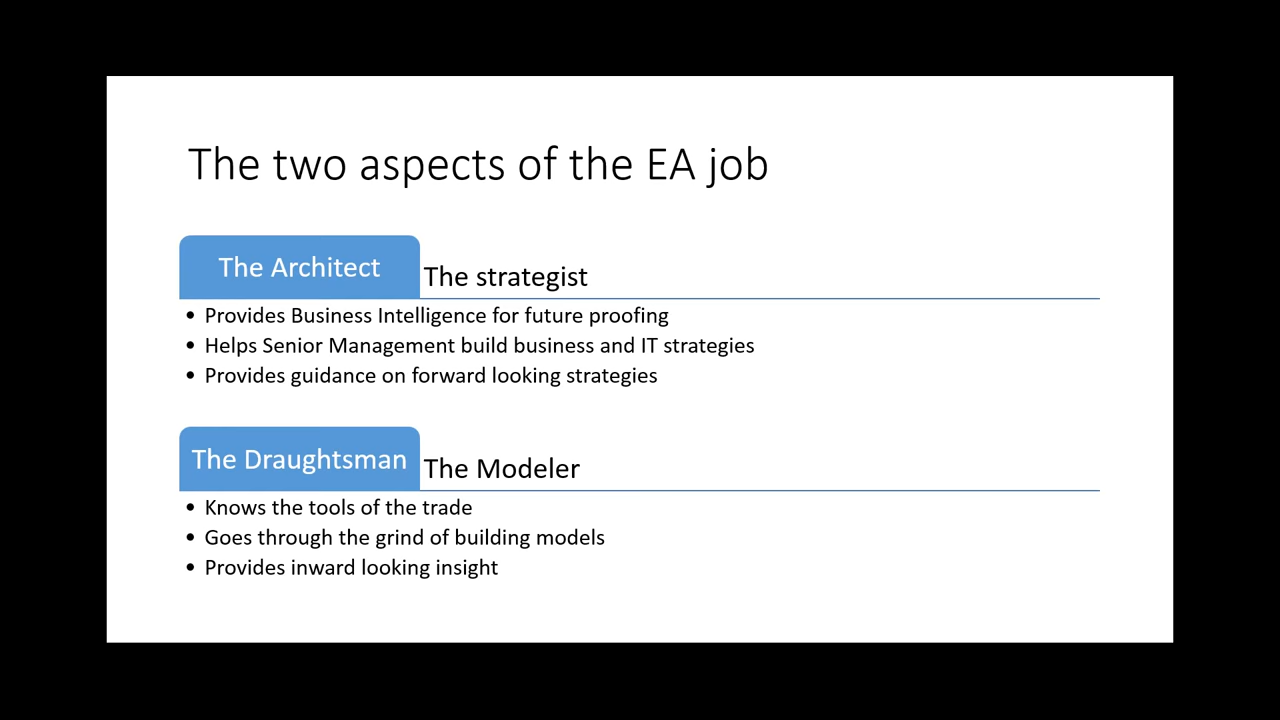 The two aspects of the EA job
The Architect
The strategist
• Provides Business Intelligence for future proofing
• Helps Senior Management build business and IT strategies
• Provides guidance on forward looking strategies
The Draughtsman
The Modeler
• Knows the tools of the trade
• Goes through the grind of building models
• Provides inward looking insight